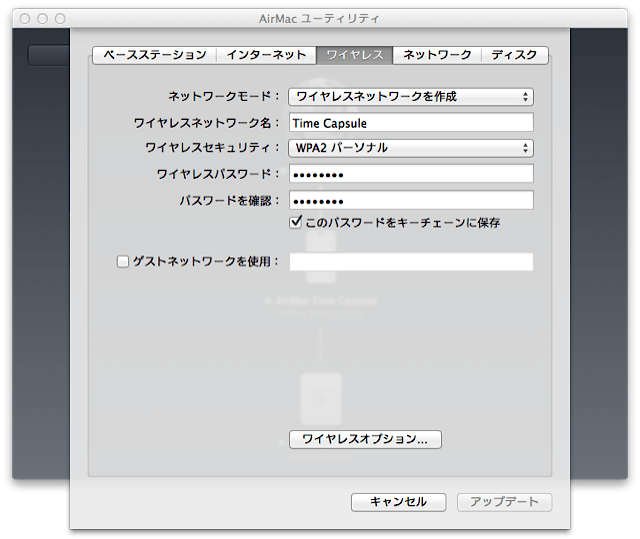 AirMac ユーティリティ
ベースステーション インターネット ワイヤレス ネットワーク ディスク
ネットワークモード： ワイヤレスネットワークを作成
ワイヤレスネットワーク名： Time Capsule
ワイヤレスセキュリティ： WPA2 パーソナル
ワイヤレスパスワード： ••••••••
パスワードを確認： ••••••••
このパスワードをキーチェーンに保存
ゲストネットワークを使用：
AirMac Time Capsule
ワイヤレスオプション...
キャンセル アップデート